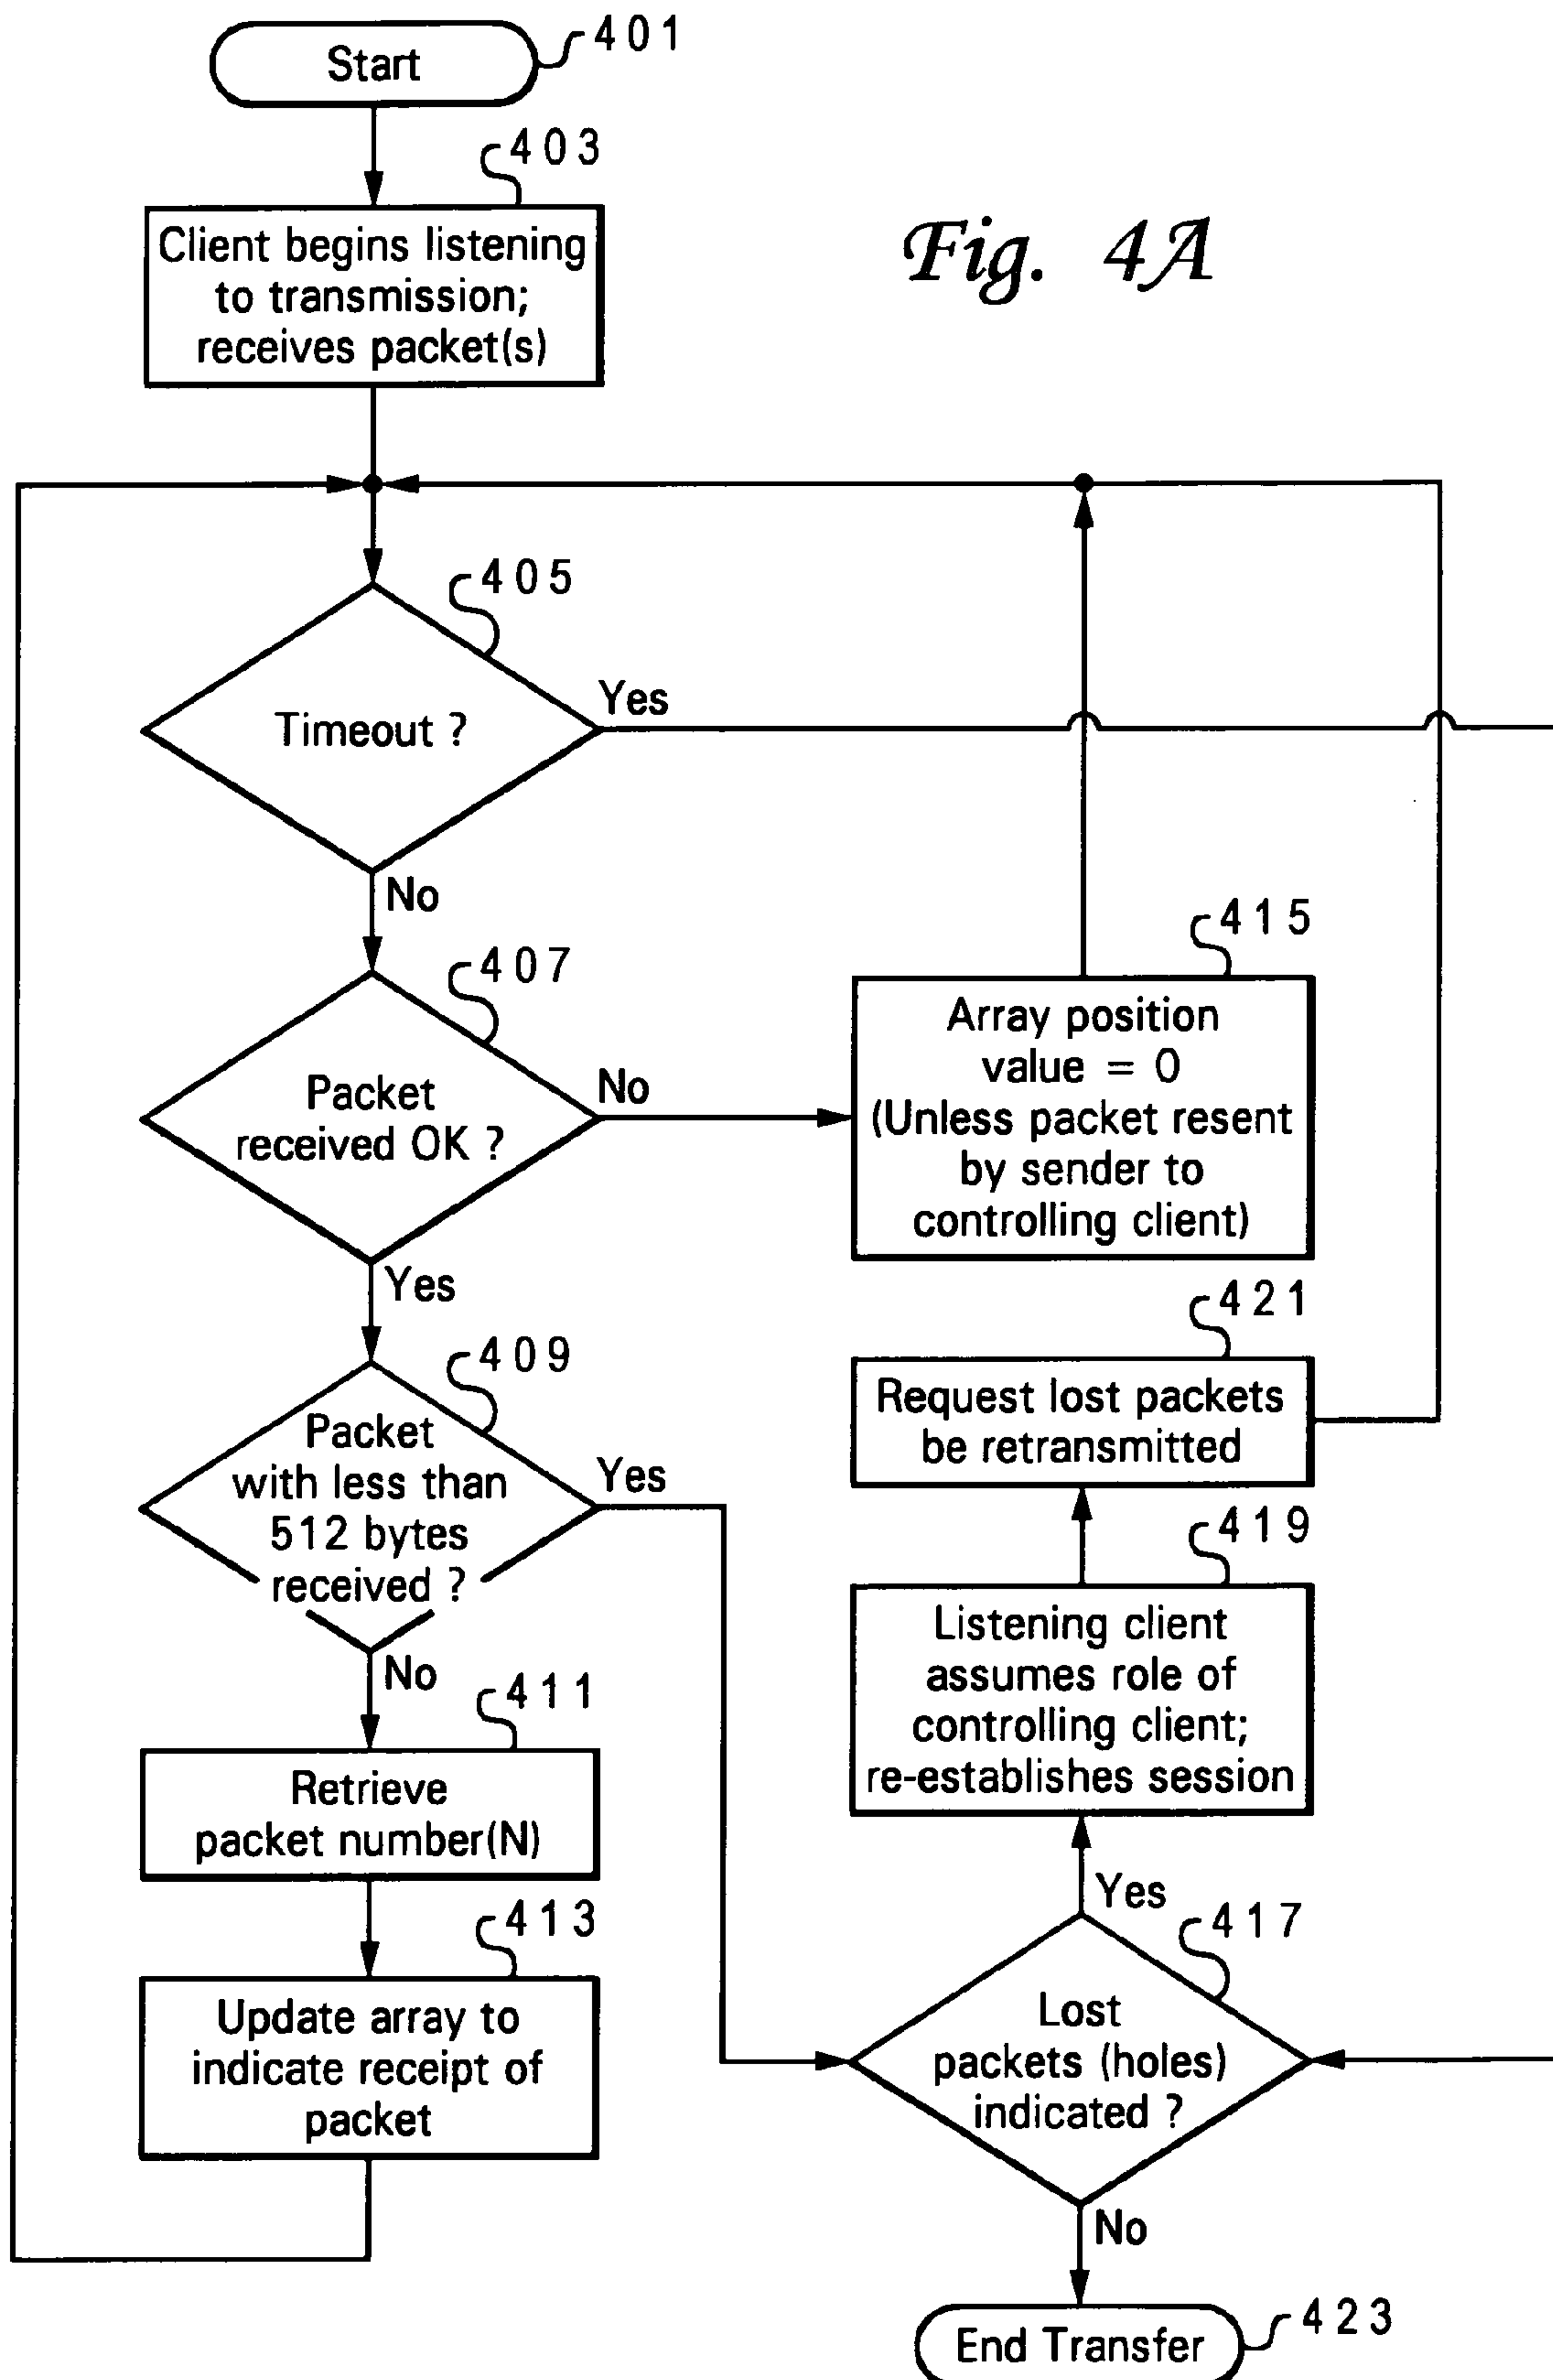 Start
401
403
Client begins listening
to transmission;
receives packet(s)
Fig. 4A
405
Timeout ?
Yes
No
407
Packet
received OK ?
No
Yes
415
Array position
value = 0
(Unless packet resent
by sender to
controlling client)
409
Packet
with less than
512 bytes
received ?
Yes
No
421
Request lost packets
be retransmitted
419
Listening client
assumes role of
controlling client;
re-establishes session
411
Retrieve
packet number(N)
413
Update array to
indicate receipt of
packet
Yes
417
Lost
packets (holes)
indicated ?
No
End Transfer
423